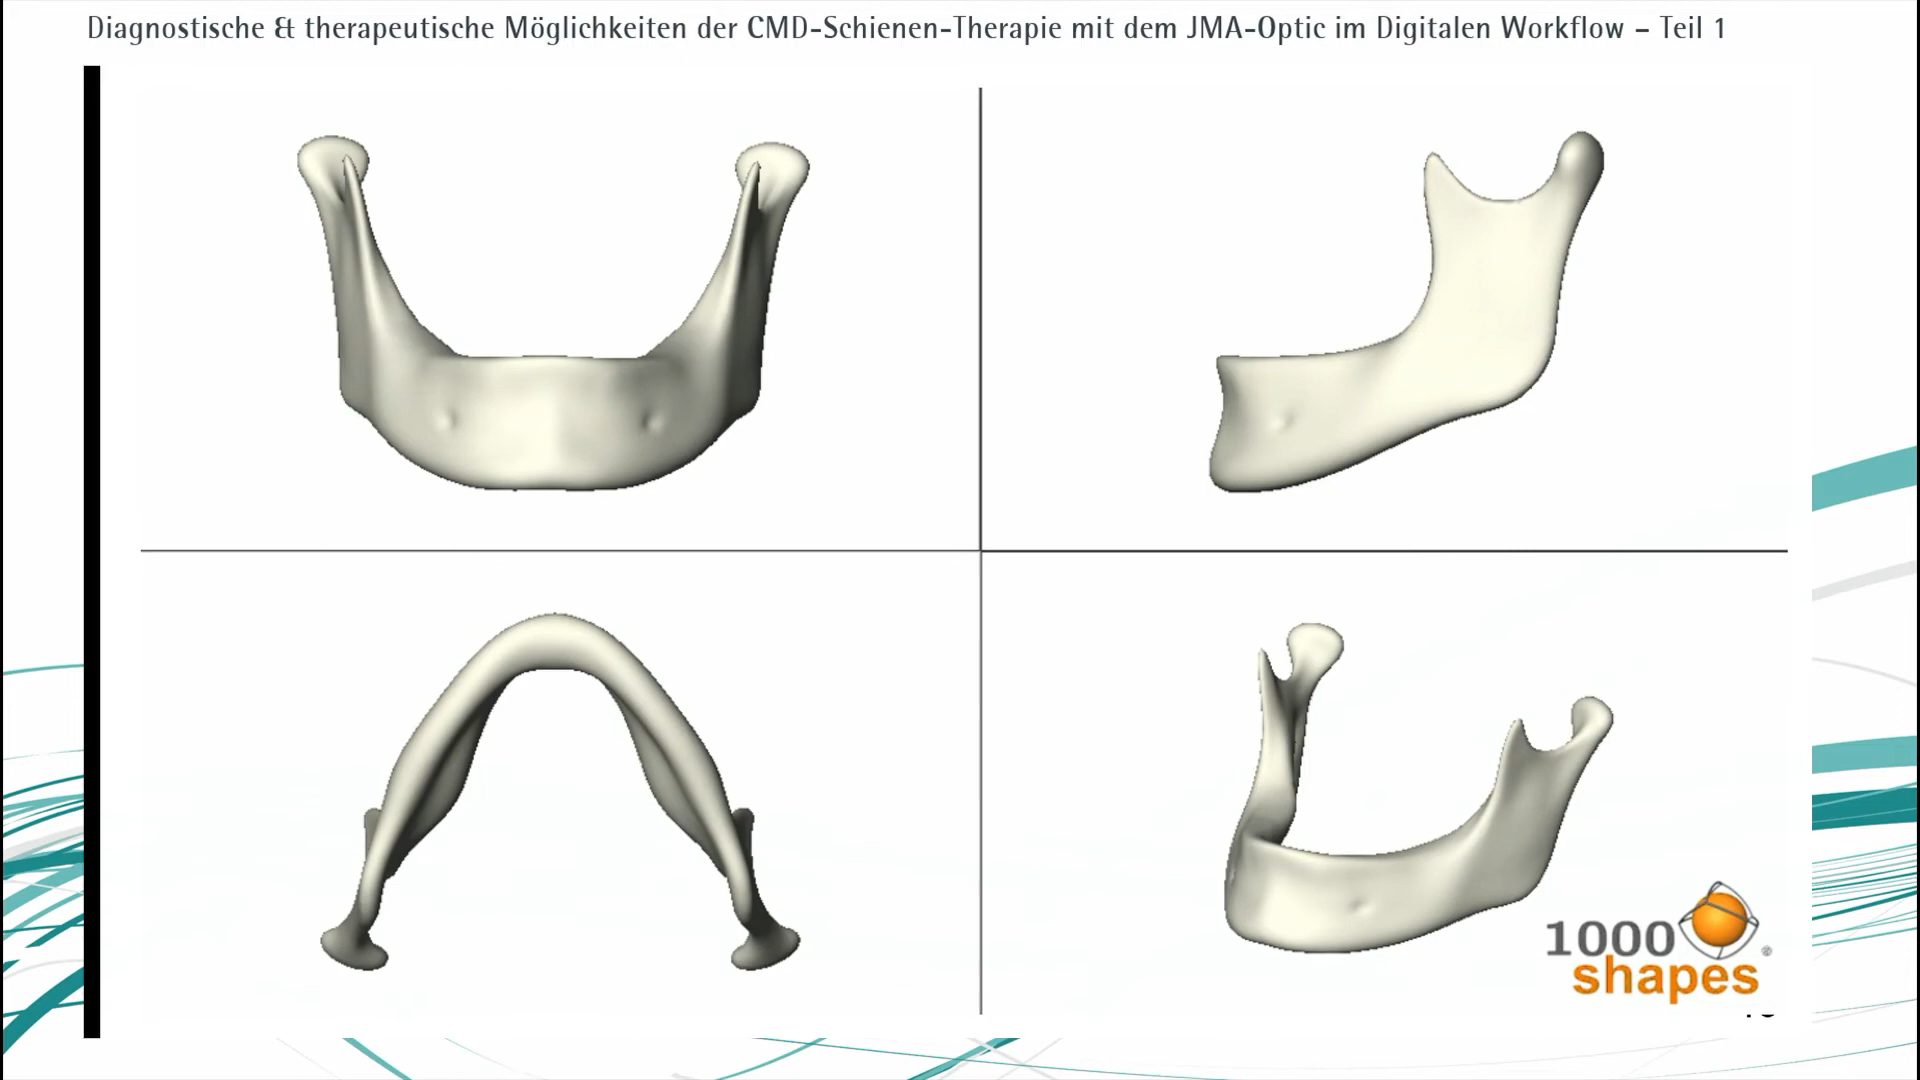 Diagnostische & therapeutische Möglichkeiten der CMD-Schienen-Therapie mit dem JMA-Optic im Digitalen Workflow – Teil 1
1000
shapes ®